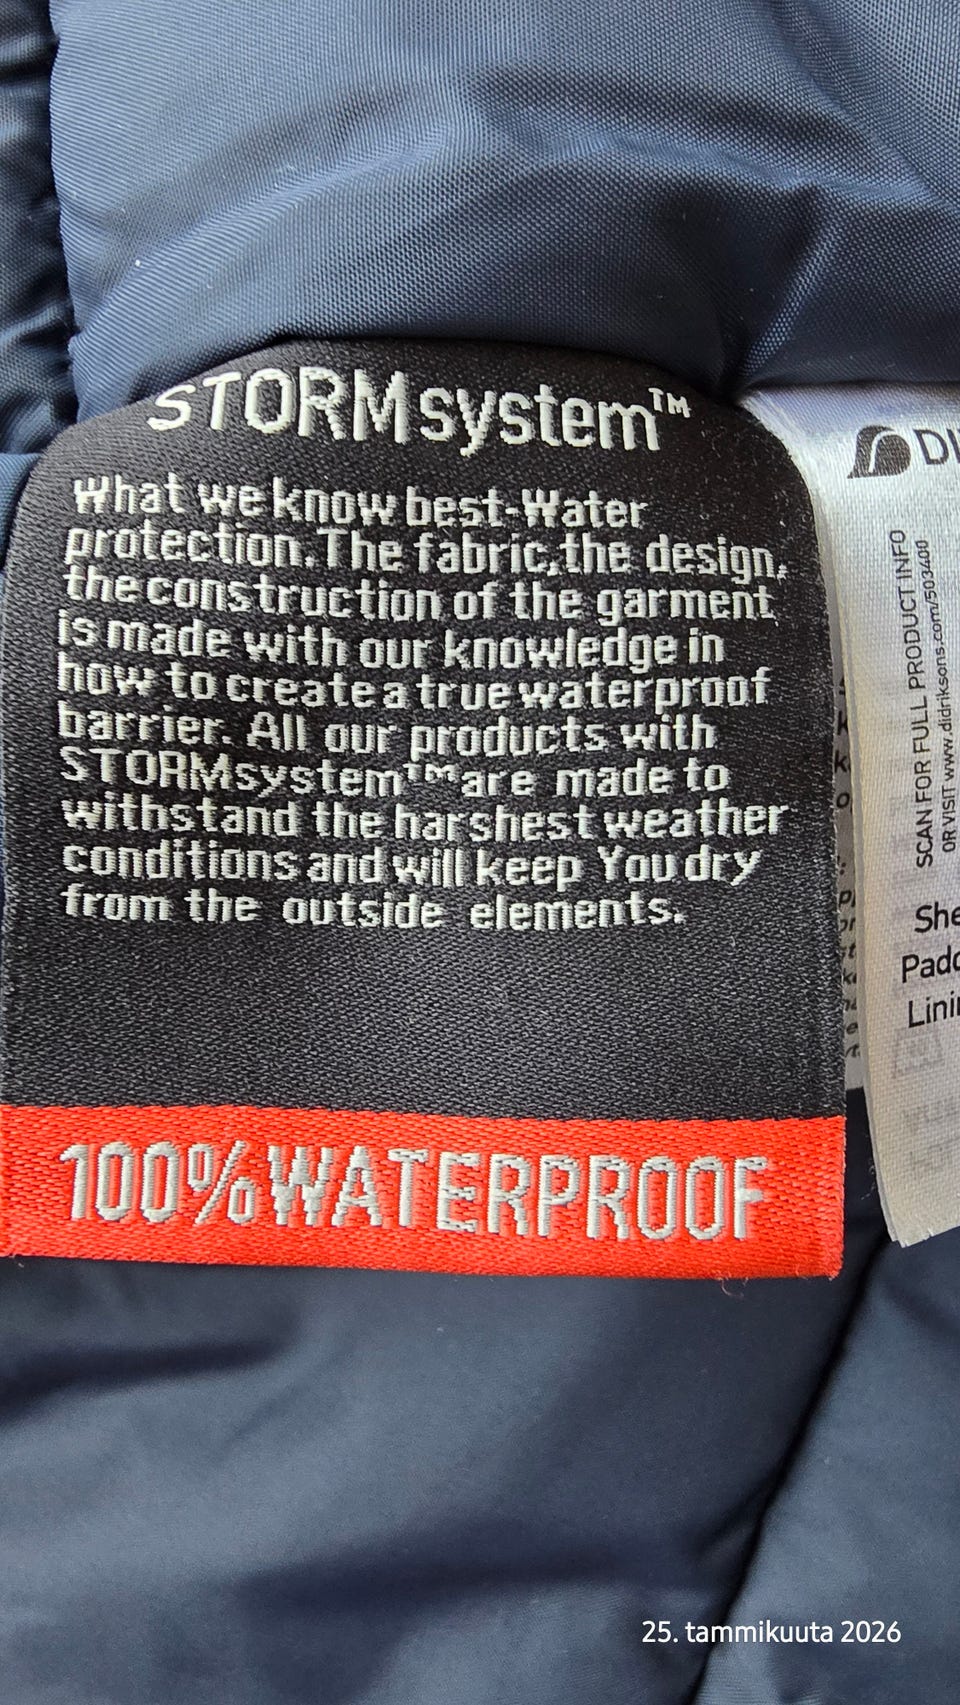 STORMsystem™
What we know best-Water
protection.The fabric,the design,
the construction of the garment
is made with our knowledge in
how to create a true waterproof
barrier. All our products with
STORMsystem™are made to
withstand the harshest weather
conditions and will keep You dry
from the outside elements.
100%WATERPROOF
SCAN FOR FULL PRODUCT INFO
OR VISIT www.didriksons.com/503400
25. tammikuuta 2026